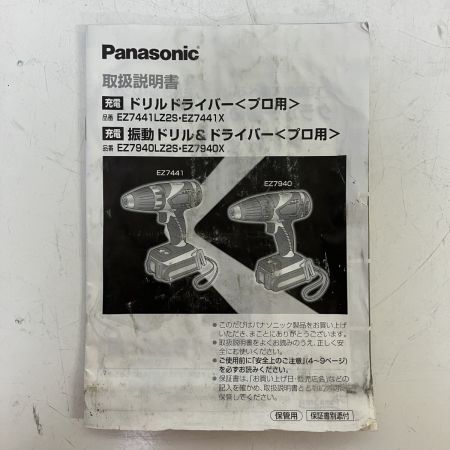 Panasonic
取扱説明書
充電 ドリルドライバー<プロ用>
品番 EZ7441LZ2S・EZ7441X
充電 振動ドリル&ドライバー<プロ用>
品番 EZ7940LZ2S・EZ7940X
EZ7441
EZ7940
●このたびはパナソニック製品をお買い上げ
いただき、まことにありがとうございます。
●取扱説明書をよくお読みのうえ、正しく安
全にお使いください。
●ご使用前に「安全上のご注意」(4~9ページ)
を必ずお読みください。
●保証書は、「お買い上げ日・販売店名」などの
記入を確かめ、取扱説明書とともに
保管してください。
保管用
保証書別添付